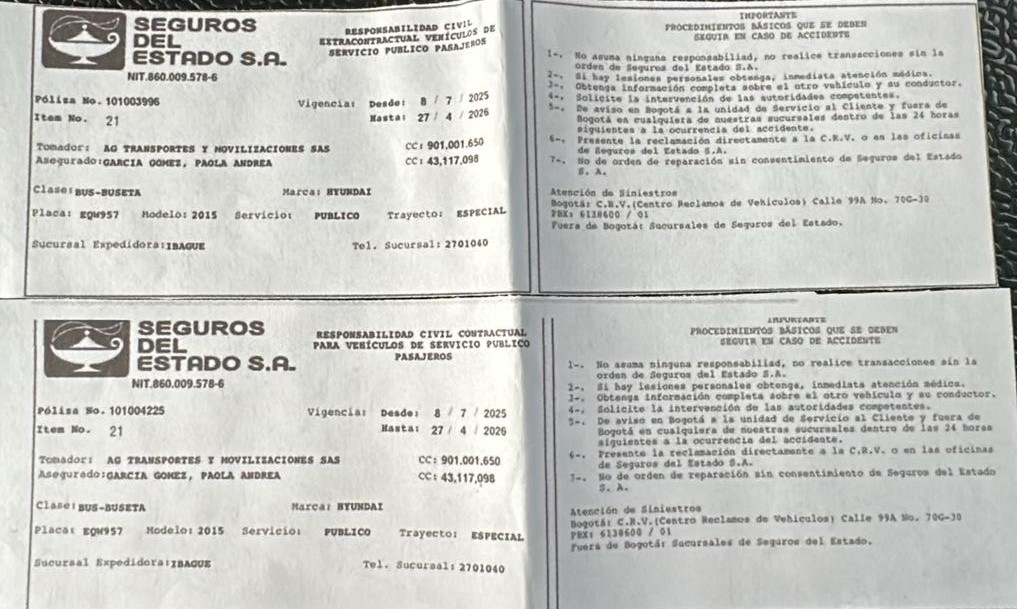 SEGUROS
DEL
ESTADO S.A.
NIT.860.009.578-6
RESPONSABILIDAD CIVIL
EXTRACONTRACTUAL VEHÍCULOS DE
SERVICIO PUBLICO PASAJEROS
Póliza No. 101003996
Vigencia: Desde: 8 / 7 / 2025
Item No. 21
Hasta: 27 / 4 / 2026
Tomador: AG TRANSPORTES Y MOVILIZACIONES SAS CC: 901.001.650
Asegurado:GARCIA GOMEZ, PAOLA ANDREA CC: 43,117,098
Clase:BUS-BUSETA Marca: HYUNDAI
Placa: EQW957 Modelo: 2015 Servicio: PUBLICO Trayecto: ESPECIAL
Sucursal Expedidora:IBAGUE Tel. Sucursal: 2701040
IMPORTANTE
PROCEDIMIENTOS BÁSICOS QUE SE DEBEN
SEGUIR EN CASO DE ACCIDENTE
1-. No asuma ninguna responsabiliad, no realice transacciones sin la
orden de Seguros del Estado S.A.
2-. Si hay lesiones personales obtenga, inmediata atención médica.
3-. Obtenga información completa sobre el otro vehículo y su conductor.
4-. Solicite la intervención de las autoridades competentes.
5-. De aviso en Bogotá a la unidad de Servicio al Cliente y fuera de
Bogotá en cualquiera de nuestras sucursales dentro de las 24 horas
siguientes a la ocurrencia del accidente.
6-. Presente la reclamación directamente a la C.R.V. o en las oficinas
de Seguros del Estado S.A.
7-. No de orden de reparación sin consentimiento de Seguros del Estado
S. A.
Atención de Siniestros
Bogotá: C.R.V.(Centro Reclamos de Vehículos) Calle 99A No. 70G-30
PBX: 6138600 / 01
Fuera de Bogotá: Sucursales de Seguros del Estado.
SEGUROS
DEL
ESTADO S.A.
NIT.860.009.578-6
RESPONSABILIDAD CIVIL CONTRACTUAL
PARA VEHÍCULOS DE SERVICIO PUBLICO
PASAJEROS
Póliza No. 101004225
Vigencia: Desde: 8 / 7 / 2025
Item No. 21
Hasta: 27 / 4 / 2026
Tomador: AG TRANSPORTES Y MOVILIZACIONES SAS CC: 901.001.650
Asegurado:GARCIA GOMEZ, PAOLA ANDREA CC: 43,117,098
Clase:BUS-BUSETA Marca: HYUNDAI
Placa: EQW957 Modelo: 2015 Servicio: PUBLICO Trayecto: ESPECIAL
Sucursal Expedidora:IBAGUE Tel. Sucursal: 2701040
IMPORTANTE
PROCEDIMIENTOS BÁSICOS QUE SE DEBEN
SEGUIR EN CASO DE ACCIDENTE
1-. No asuma ninguna responsabiliad, no realice transacciones sin la
orden de Seguros del Estado S.A.
2-. Si hay lesiones personales obtenga, inmediata atención médica.
3-. Obtenga información completa sobre el otro vehículo y su conductor.
4-. Solicite la intervención de las autoridades competentes.
5-. De aviso en Bogotá a la unidad de Servicio al Cliente y fuera de
Bogotá en cualquiera de nuestras sucursales dentro de las 24 horas
siguientes a la ocurrencia del accidente.
6-. Presente la reclamación directamente a la C.R.V. o en las oficinas
de Seguros del Estado S.A.
7-. No de orden de reparación sin consentimiento de Seguros del Estado
S. A.
Atención de Siniestros
Bogotá: C.R.V.(Centro Reclamos de Vehículos) Calle 99A No. 70G-30
PBX: 6138600 / 01
Fuera de Bogotá: Sucursales de Seguros del Estado.